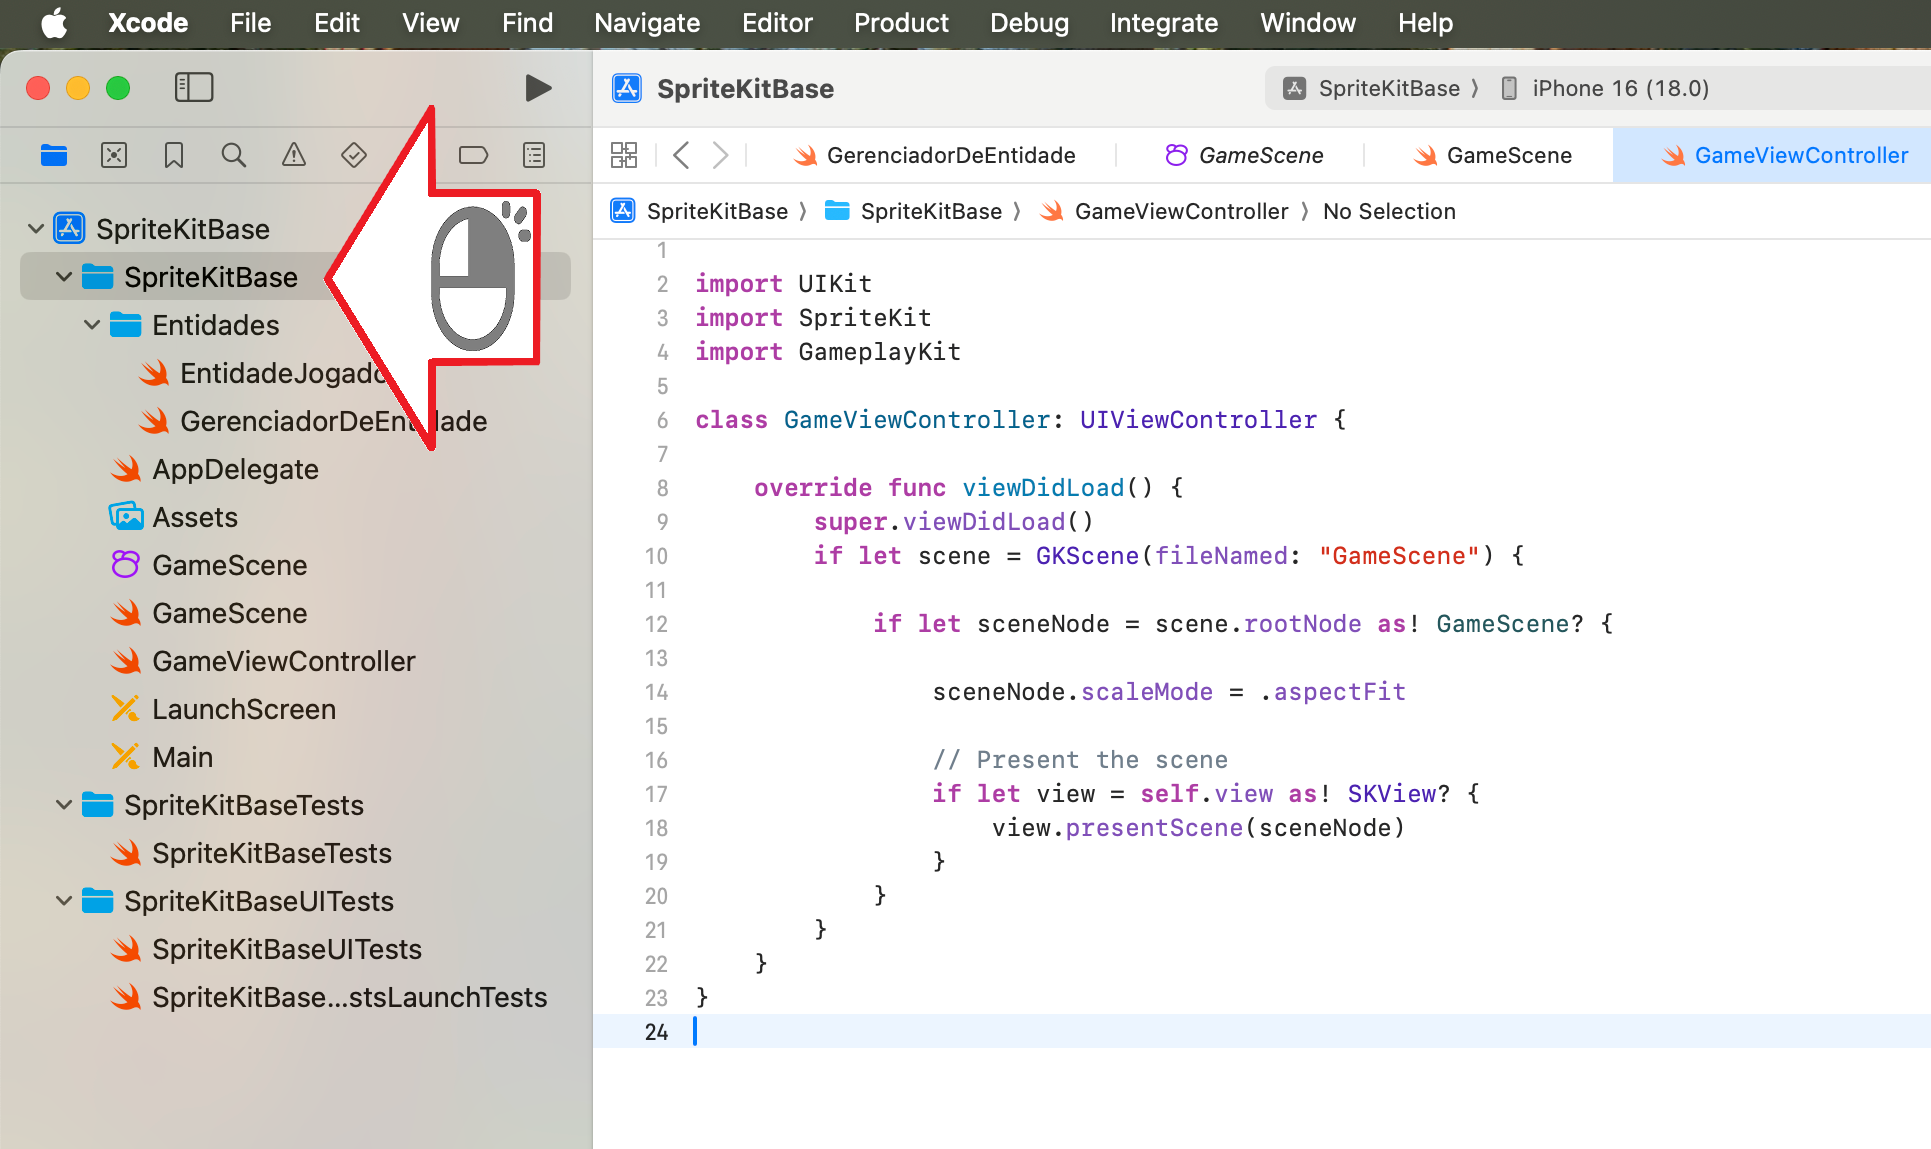 Xcode File Edit View Find Navigate Editor Product Debug Integrate Window Help
SpriteKitBase
SpriteKitBase 〉 iPhone 16 (18.0)
GerenciadorDeEntidade GameScene GameScene GameViewController
SpriteKitBase 〉 SpriteKitBase 〉 GameViewController 〉 No Selection
SpriteKitBase
SpriteKitBase
Entidades
EntidadeJogado
GerenciadorDeEntidade
AppDelegate
Assets
GameScene
GameScene
GameViewController
LaunchScreen
Main
SpriteKitBaseTests
SpriteKitBaseTests
SpriteKitBaseUITests
SpriteKitBaseUITests
SpriteKitBase...stsLaunchTests
1
2 import UIKit
3 import SpriteKit
4 import GameplayKit
5
6 class GameViewController: UIViewController {
7
8 override func viewDidLoad() {
9 super.viewDidLoad()
10 if let scene = GKScene(fileNamed: "GameScene") {
11
12 if let sceneNode = scene.rootNode as! GameScene? {
13
14 sceneNode.scaleMode = .aspectFit
15
16 // Present the scene
17 if let view = self.view as! SKView? {
18 view.presentScene(sceneNode)
19 }
20 }
21 }
22 }
23 }
24